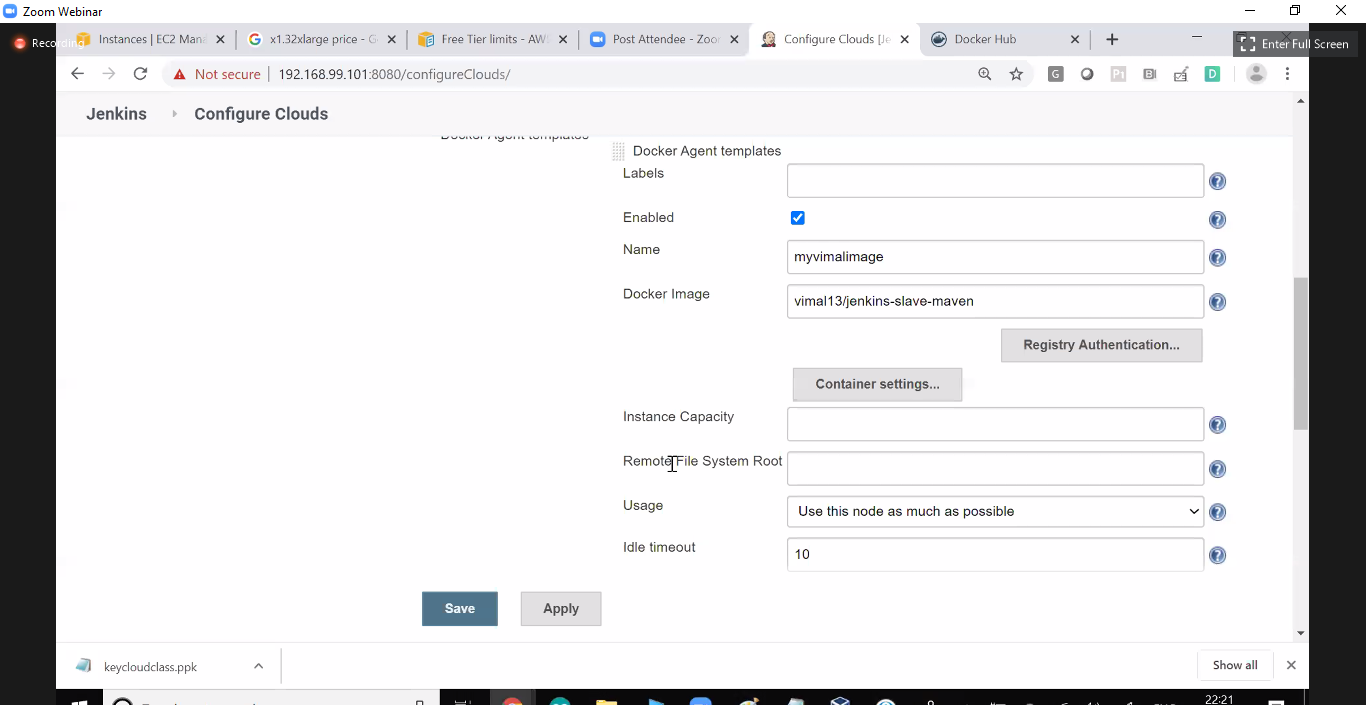 Zoom Webinar
Recording
Instances | EC2 Man
x1.32xlarge price - G
Free Tier limits - AW
Post Attendee - Zoo
Configure Clouds [Je
Docker Hub
Enter Full Screen
Not secure
192.168.99.101:8080/configureClouds/
Jenkins
Configure Clouds
Docker Agent templates
Docker Agent templates
Labels
Enabled
Name
myvimalimage
Docker Image
vimal13/jenkins-slave-maven
Registry Authentication...
Container settings...
Instance Capacity
Remote File System Root
Usage
Use this node as much as possible
Idle timeout
10
Save
Apply
keycloudclass.ppk
Show all
22:21